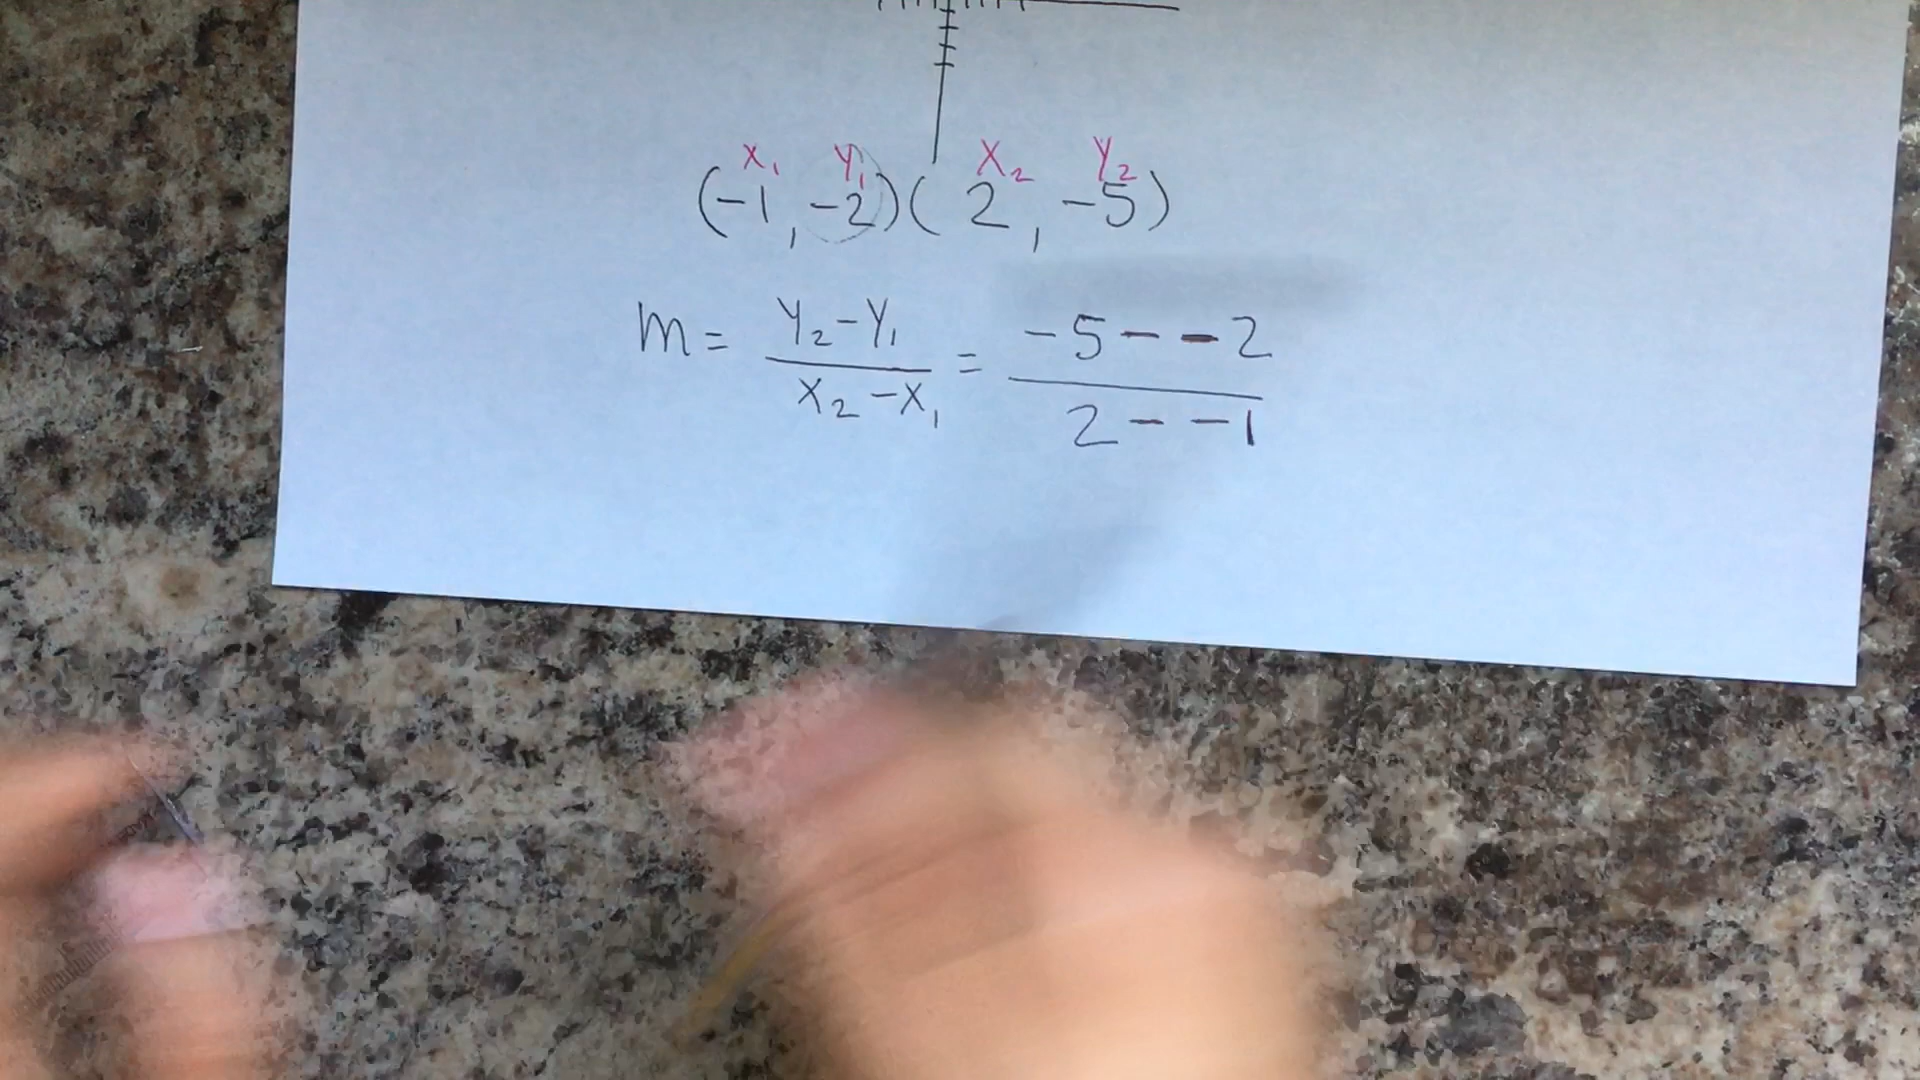 x₁ y₁ x₂ y₂
(-1, -2)(2, -5)
m = y₂-y₁ / x₂-x₁ = -5--2 / 2--1